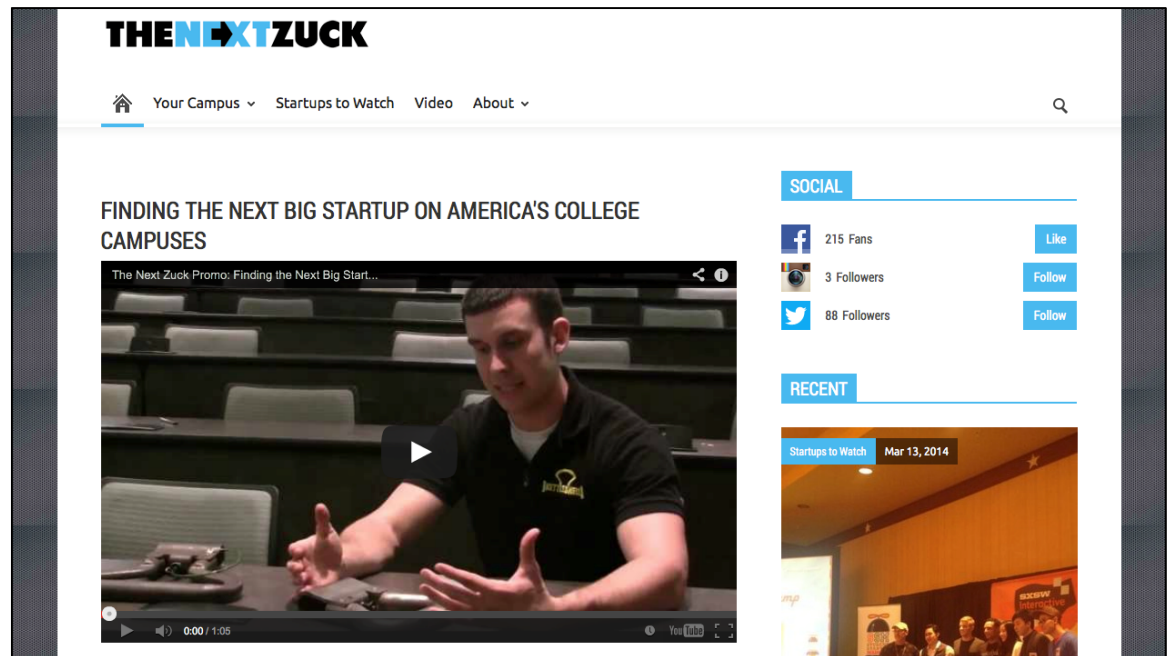 THENEXTZUCK
Your Campus Startups to Watch Video About
FINDING THE NEXT BIG STARTUP ON AMERICA'S COLLEGE
CAMPUSES
The Next Zuck Promo: Finding the Next Big Start...
0:00 / 1:05
YouTube
SOCIAL
215 Fans Like
3 Followers Follow
88 Followers Follow
RECENT
Startups to Watch Mar 13, 2014
SXSW
Interactive